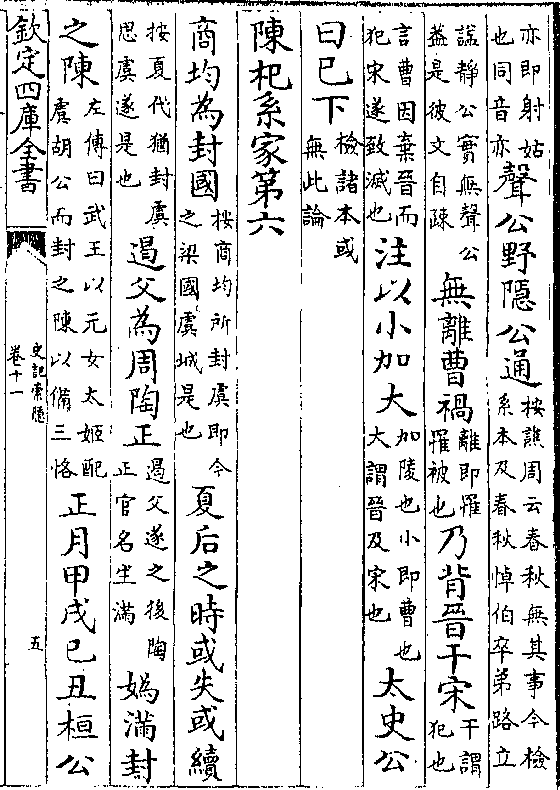 亦即射姑
也同音亦
聲公野隱公通
按譙周云春秋無其事今檢
系本及春秋悼伯卒弟路立
諡靜公實無聲公
蓋是彼文自疎
無離曹禍
離即罹
罹被也
乃背晉干宋
干謂
犯也
言曹因棄晉而
犯宋遂致滅也
注以小加大
加陵也小即曹也
大謂晉及宋也
太史公
曰已下
檢諸本或
無此論
陳杞系家第六
商均為封國
按商均所封虞即今
之梁國虞城是也
夏后之時或失或續
按夏代猶封虞
思虞遂是也
遏父為周陶正
遏父遂之後陶
正官名生滿
媯滿封
之陳
左傳曰武王以元女太姬配
虞胡公而封之陳以備三恪
正月甲戌己丑桓公
欽定四庫全書
史記索隱
卷十一
五